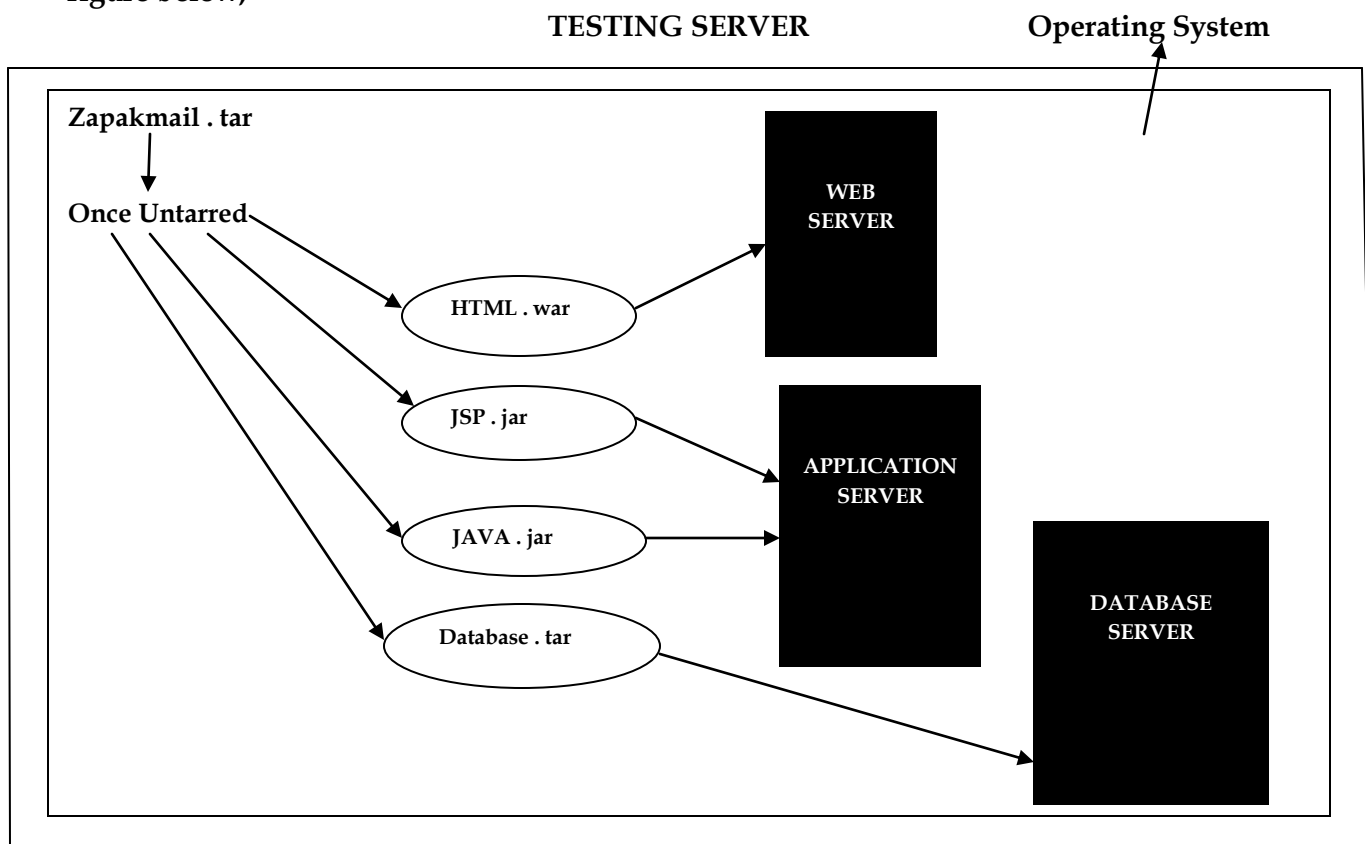 TESTING SERVER
Operating System
Zapakmail . tar
Once Untarred
WEB
SERVER
HTML . war
JSP . jar
APPLICATION
SERVER
JAVA . jar
DATABASE
SERVER
Database . tar